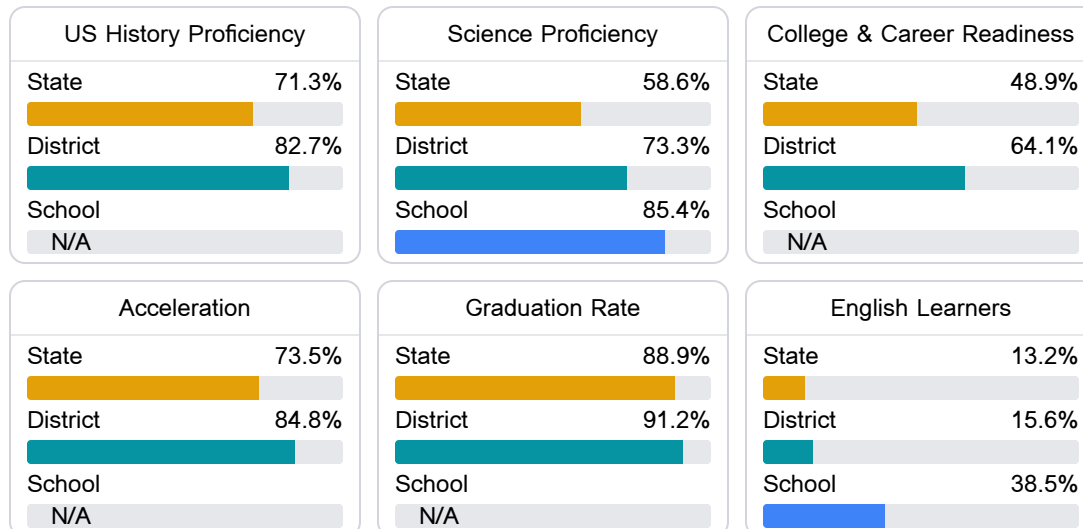 US History Proficiency
State 71.3%
District 82.7%
School
N/A
Science Proficiency
State 58.6%
District 73.3%
School 85.4%
College & Career Readiness
State 48.9%
District 64.1%
School
N/A
Acceleration
State 73.5%
District 84.8%
School
N/A
Graduation Rate
State 88.9%
District 91.2%
School
N/A
English Learners
State 13.2%
District 15.6%
School 38.5%